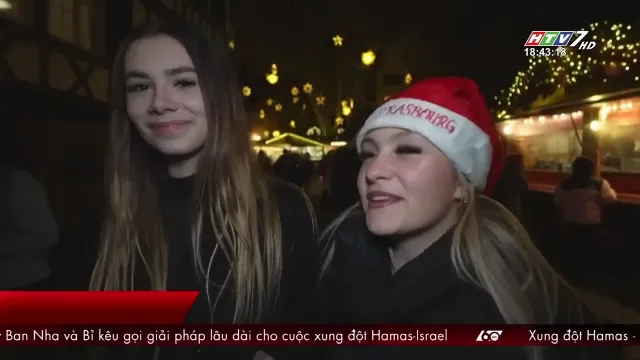 HTV7 HD
18:43:18
STRASBOURG
Ban Nha và Bỉ kêu gọi giải pháp lâu dài cho cuộc xung đột Hamas-Israel 60 Xung đột Hamas -